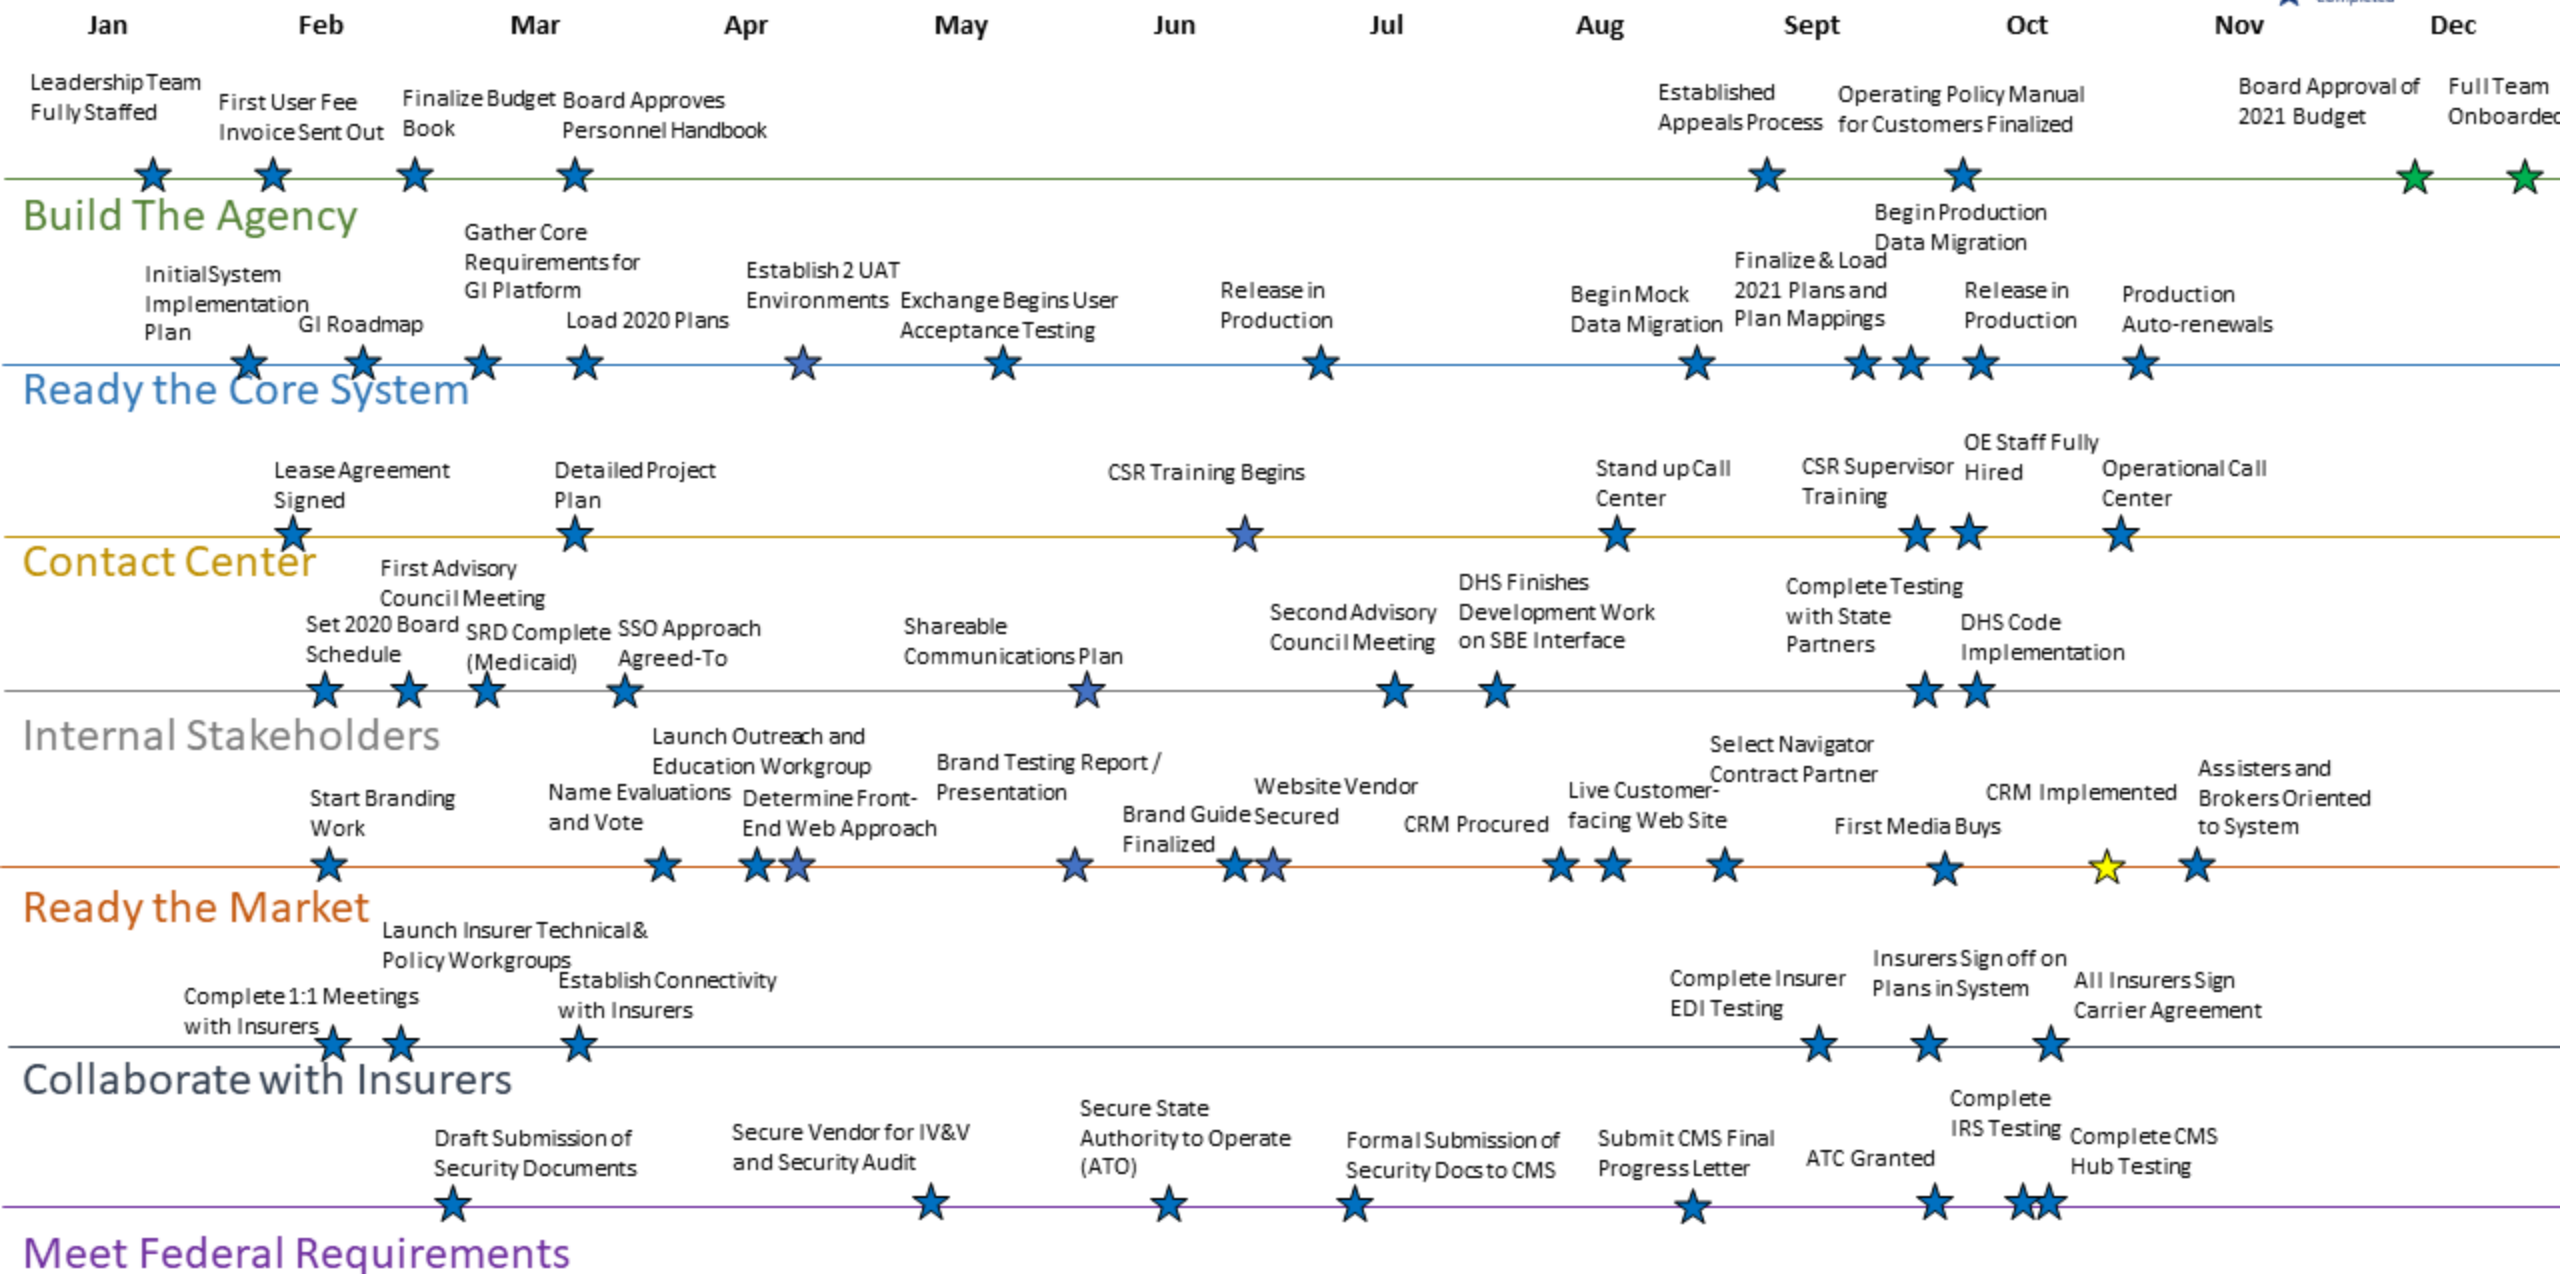 Completed
Jan Feb Mar Apr May Jun Jul Aug Sept Oct Nov Dec
Leadership Team
Fully Staffed
First User Fee
Invoice Sent Out
Finalize Budget
Book
Board Approves
Personnel Handbook
Established
Appeals Process
Operating Policy Manual
for Customers Finalized
Board Approval of
2021 Budget
Full Team
Onboarded
Build The Agency
Initial System
Implementation
Plan
GI Roadmap
Gather Core
Requirements for
GI Platform
Load 2020 Plans
Establish 2 UAT
Environments
Exchange Begins User
Acceptance Testing
Release in
Production
Begin Mock
Data Migration
Finalize & Load
2021 Plans and
Plan Mappings
Begin Production
Data Migration
Release in
Production
Production
Auto-renewals
Ready the Core System
Lease Agreement
Signed
Detailed Project
Plan
CSR Training Begins
Stand up Call
Center
CSR Supervisor
Training
OE Staff Fully
Hired
Operational Call
Center
Contact Center
Set 2020 Board
Schedule
First Advisory
Council Meeting
SRD Complete
(Medicaid)
SSO Approach
Agreed-To
Shareable
Communications Plan
Second Advisory
Council Meeting
DHS Finishes
Development Work
on SBE Interface
Complete Testing
with State
Partners
DHS Code
Implementation
Internal Stakeholders
Start Branding
Work
Name Evaluations
and Vote
Launch Outreach and
Education Workgroup
Determine Front-
End Web Approach
Brand Testing Report /
Presentation
Brand Guide
Finalized
Website Vendor
Secured
CRM Procured
Live Customer-
facing Web Site
Select Navigator
Contract Partner
First Media Buys
CRM Implemented
Assisters and
Brokers Oriented
to System
Ready the Market
Complete 1:1 Meetings
with Insurers
Launch Insurer Technical &
Policy Workgroups
Establish Connectivity
with Insurers
Complete Insurer
EDI Testing
Insurers Sign off on
Plans in System
All Insurers Sign
Carrier Agreement
Collaborate with Insurers
Draft Submission of
Security Documents
Secure Vendor for IV&V
and Security Audit
Secure State
Authority to Operate
(ATO)
Formal Submission of
Security Docs to CMS
Submit CMS Final
Progress Letter
ATC Granted
Complete
IRS Testing
Complete CMS
Hub Testing
Meet Federal Requirements